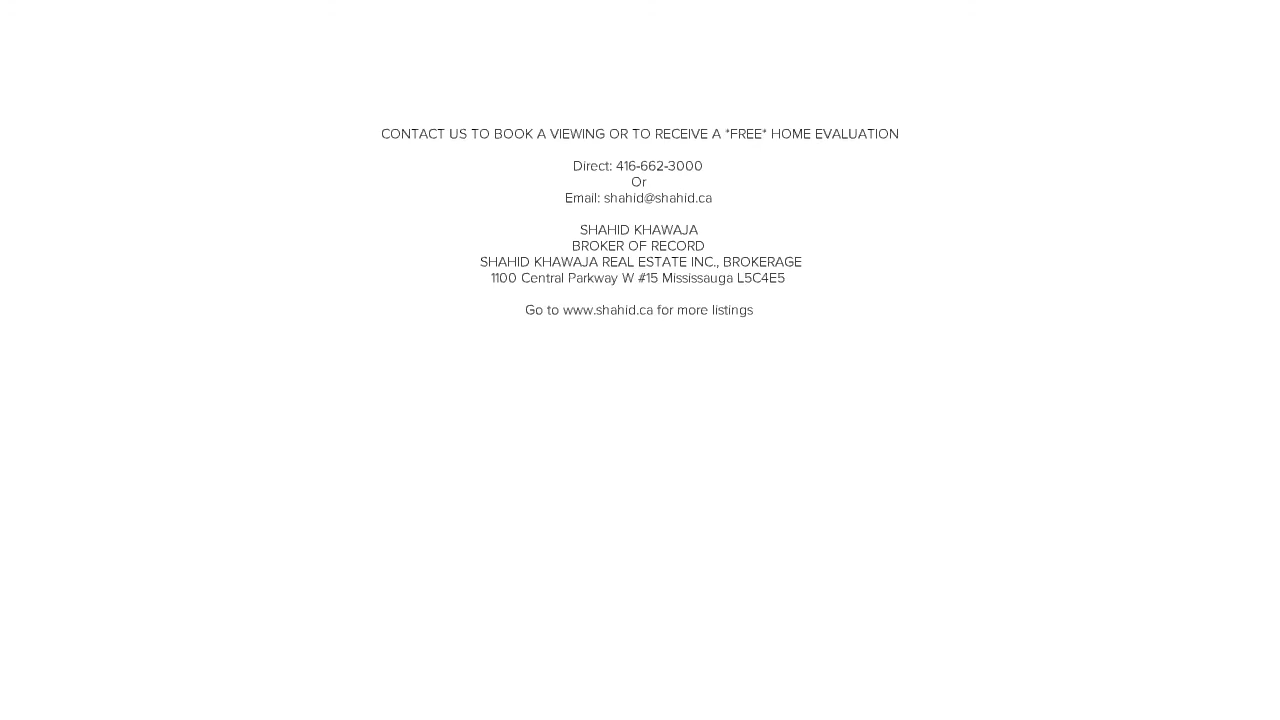 CONTACT US TO BOOK A VIEWING OR TO RECEIVE A *FREE* HOME EVALUATION
Direct: 416-662-3000
Or
Email: shahid@shahid.ca
SHAHID KHAWAJA
BROKER OF RECORD
SHAHID KHAWAJA REAL ESTATE INC., BROKERAGE
1100 Central Parkway W #15 Mississauga L5C4E5
Go to www.shahid.ca for more listings